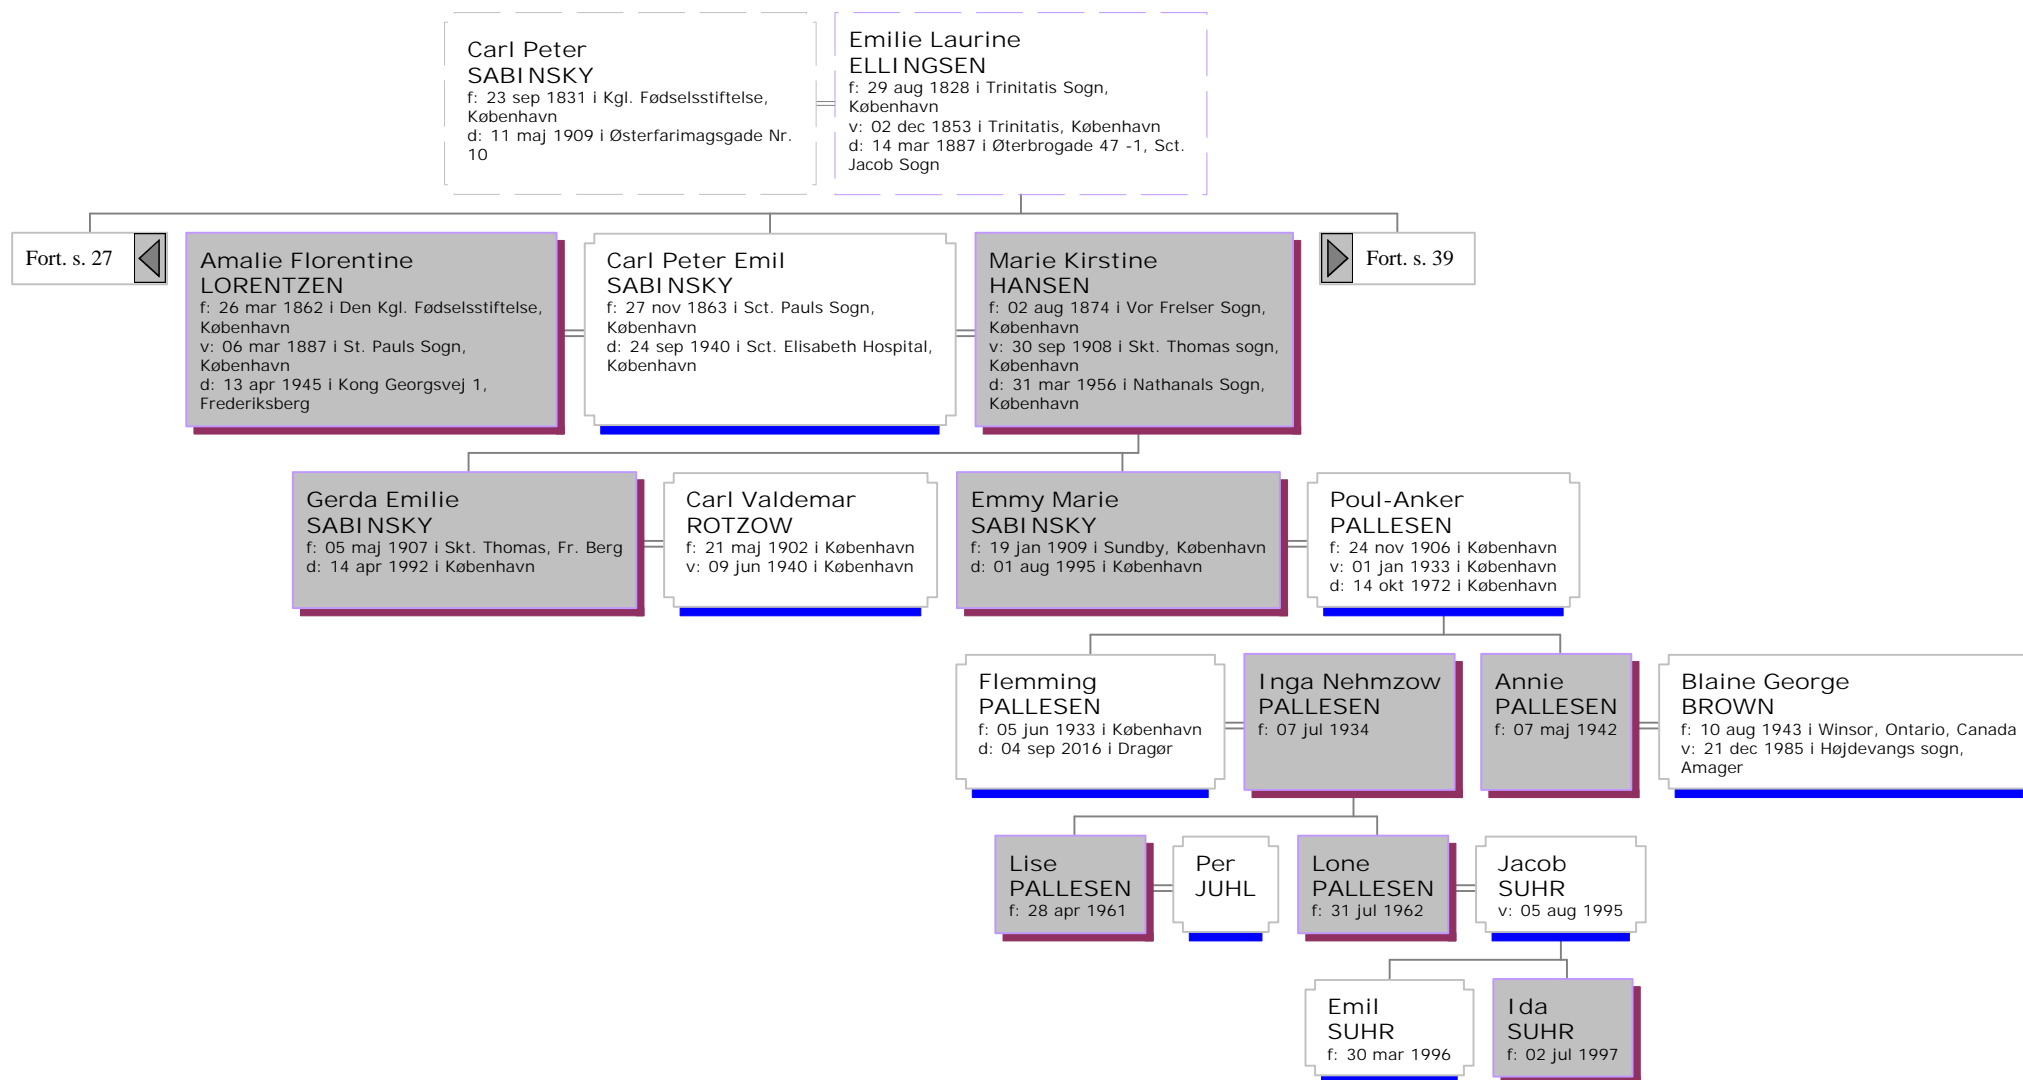 Carl Peter
SABINSKY
f: 23 sep 1831 i Kgl. Fødselsstiftelse,
København
d: 11 maj 1909 i Østerfarimagsgade Nr.
10
Emilie Laurine
ELLINGSEN
f: 29 aug 1828 i Trinitatis Sogn,
København
v: 02 dec 1853 i Trinitatis, København
d: 14 mar 1887 i Øterbrogade 47 -1, Sct.
Jacob Sogn
Fort. s. 27
Amalie Florentine
LORENTZEN
f: 26 mar 1862 i Den Kgl. Fødselsstiftelse,
København
v: 06 mar 1887 i St. Pauls Sogn,
København
d: 13 apr 1945 i Kong Georgsvej 1,
Frederiksberg
Carl Peter Emil
SABINSKY
f: 27 nov 1863 i Sct. Pauls Sogn,
København
d: 24 sep 1940 i Sct. Elisabeth Hospital,
København
Marie Kirstine
HANSEN
f: 02 aug 1874 i Vor Frelser Sogn,
København
v: 30 sep 1908 i Skt. Thomas sogn,
København
d: 31 mar 1956 i Nathanals Sogn,
København
Fort. s. 39
Gerda Emilie
SABINSKY
f: 05 maj 1907 i Skt. Thomas, Fr. Berg
d: 14 apr 1992 i København
Carl Valdemar
ROTZOW
f: 21 maj 1902 i København
v: 09 jun 1940 i København
Emmy Marie
SABINSKY
f: 19 jan 1909 i Sundby, København
d: 01 aug 1995 i København
Poul-Anker
PALLESEN
f: 24 nov 1906 i København
v: 01 jan 1933 i København
d: 14 okt 1972 i København
Flemming
PALLESEN
f: 05 jun 1933 i København
d: 04 sep 2016 i Dragør
Inga Nehmzow
PALLESEN
f: 07 jul 1934
Annie
PALLESEN
f: 07 maj 1942
Blaine George
BROWN
f: 10 aug 1943 i Winsor, Ontario, Canada
v: 21 dec 1985 i Højdevangs sogn,
Amager
Lise
PALLESEN
f: 28 apr 1961
Per
JUHL
Lone
PALLESEN
f: 31 jul 1962
Jacob
SUHR
v: 05 aug 1995
Emil
SUHR
f: 30 mar 1996
Ida
SUHR
f: 02 jul 1997